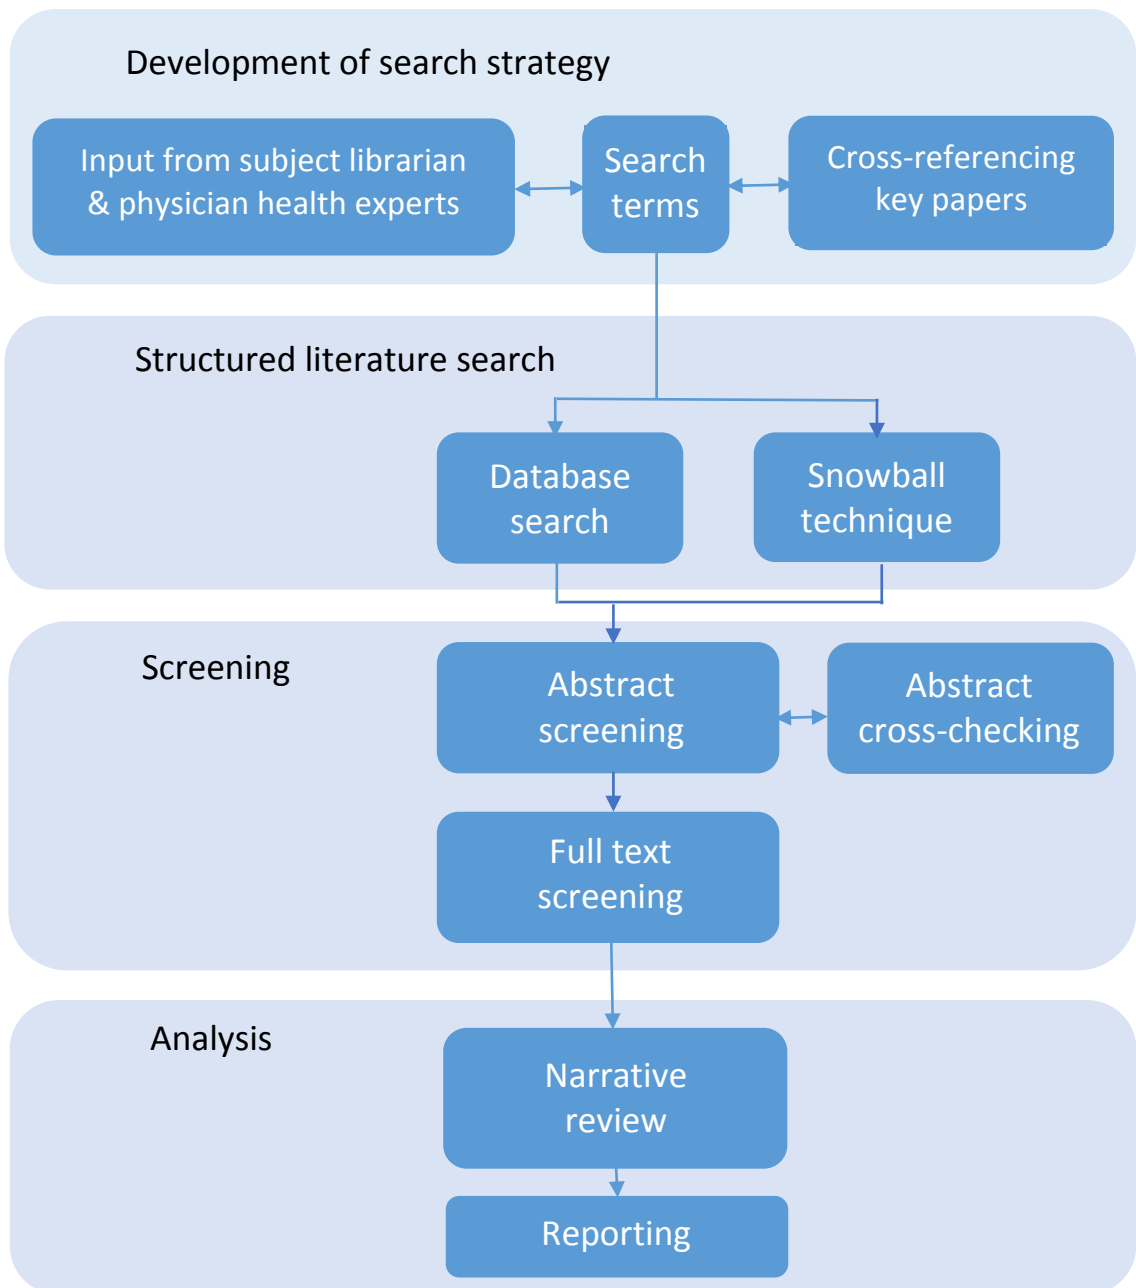 Development of search strategy
Input from subject librarian
& physician health experts
Search
terms
Cross-referencing
key papers
Structured literature search
Database
search
Snowball
technique
Screening
Abstract
screening
Abstract
cross-checking
Full text
screening
Analysis
Narrative
review
Reporting